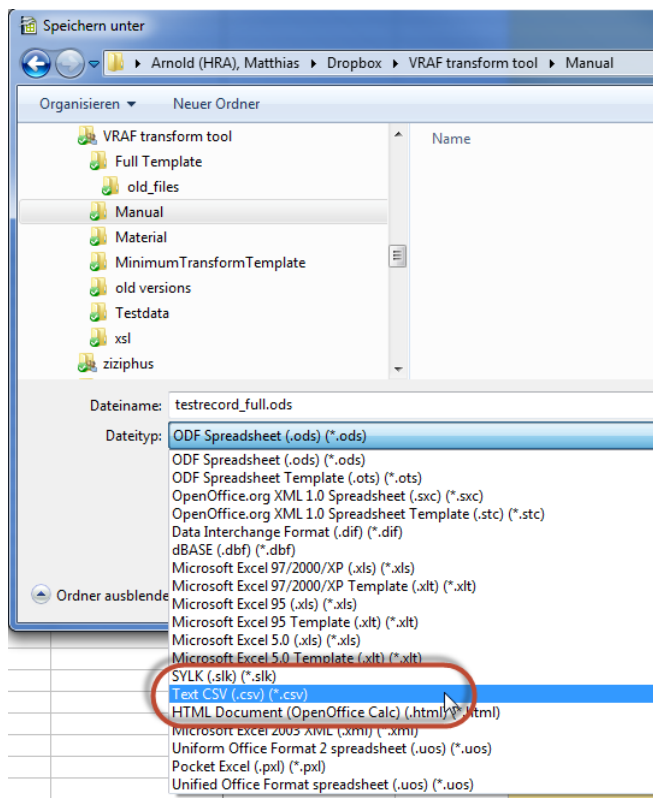 Speichern unter
Arnold (HRA), Matthias Dropbox VRAF transform tool Manual
Organisieren Neuer Ordner
VRAF transform tool
Name
Full Template
old_files
Manual
Material
MinimumTransformTemplate
old versions
Testdata
xsl
ziziphus
Dateiname: testrecord_full.ods
Dateityp: ODF Spreadsheet (.ods) (*.ods)
ODF Spreadsheet (.ods) (*.ods)
ODF Spreadsheet Template (.ots) (*.ots)
OpenOffice.org XML 1.0 Spreadsheet (.sxc) (*.sxc)
OpenOffice.org XML 1.0 Spreadsheet Template (.stc) (*.stc)
Data Interchange Format (.dif) (*.dif)
dBASE (.dbf) (*.dbf)
Microsoft Excel 97/2000/XP (.xls) (*.xls)
Microsoft Excel 97/2000/XP Template (.xlt) (*.xlt)
Ordner ausblende
Microsoft Excel 95 (.xls) (*.xls)
Microsoft Excel 95 Template (.xlt) (*.xlt)
Microsoft Excel 5.0 (.xls) (*.xls)
Microsoft Excel 5.0 Template (.xlt) (*.xlt)
SYLK (.slk) (*.slk)
Text CSV (.csv) (*.csv)
HTML Document (OpenOffice Calc) (.html) (*.html)
Microsoft Excel 2003 XML (.xml) (*.xml)
Uniform Office Format 2 spreadsheet (.uos) (*.uos)
Pocket Excel (.pxl) (*.pxl)
Unified Office Format spreadsheet (.uos) (*.uos)